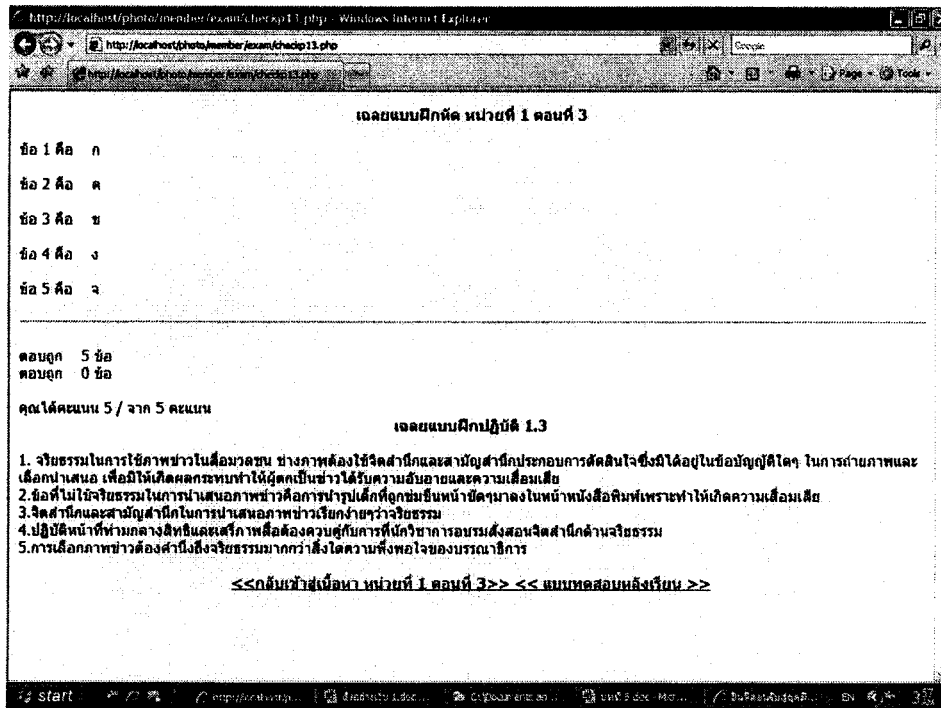 http://localhost/photo/member/exam/checkp13.php - Windows Internet Explorer
http://localhost/photo/member/exam/checkp13.php
Google
http://localhost/photo/member/exam/checkp13.php
Page
Tools
เฉลยแบบฝึกหัด หน่วยที่ 1 ตอนที่ 3
ข้อ 1 คือ ก
ข้อ 2 คือ ค
ข้อ 3 คือ ข
ข้อ 4 คือ ง
ข้อ 5 คือ จ
ตอบถูก 5 ข้อ
ตอบถูก 0 ข้อ
คุณได้คะแนน 5 / จาก 5 คะแนน
เฉลยแบบฝึกปฏิบัติ 1.3
1. จริยธรรมในการใช้ภาพข่าวในสื่อมวลชน ช่างภาพต้องใช้จิตสำนึกและสามัญสำนึกประกอบการตัดสินใจซึ่งมิได้อยู่ในข้อบัญญัติใดๆ ในการถ่ายภาพและ
เลือกนำเสนอ เพื่อมิให้เกิดผลกระทบทำให้ผู้ตกเป็นข่าวได้รับความอับอายและความเสื่อมเสีย
2.ข้อที่ไม่ใช่จริยธรรมในการนำเสนอภาพข่าวคือการนำรูปเด็กที่ถูกข่มขืนหน้าชัดๆมาลงในหน้าหนังสือพิมพ์เพราะทำให้เกิดความเสื่อมเสีย
3.จิตสำนึกและสามัญสำนึกในการนำเสนอภาพข่าวเรียกง่ายๆว่าจริยธรรม
4.ปฏิบัติหน้าที่ท่ามกลางสิทธิและเสรีภาพสื่อต้องควบคู่กับการที่นักวิชาการอบรมสั่งสอนจิตสำนึกด้านจริยธรรม
5.การเลือกภาพข่าวต้องคำนึงถึงจริยธรรมมากกว่าสิ่งใดความพึงพอใจของบรรณาธิการ
<<กลับเข้าสู่เนื้อหา หน่วยที่ 1 ตอนที่ 3>> << แบบทดสอบหลังเรียน >>
start
EN